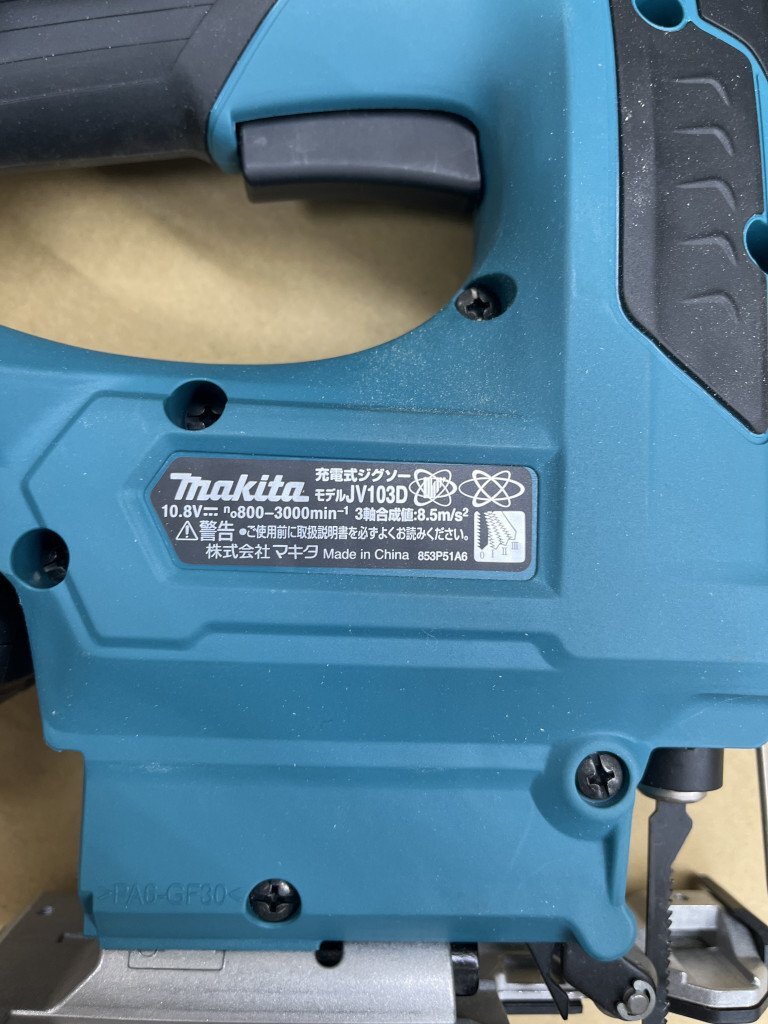 makita 充電式ジグソー
モデルJV103D
10.8V⎓ n₀800-3000min⁻¹ 3軸合成値:8.5m/s²
⚠警告 •ご使用前に取扱説明書を必ずよくお読みください。
株式会社マキタ Made in China 853P51A6
0 I II III
>PA6-GF30<